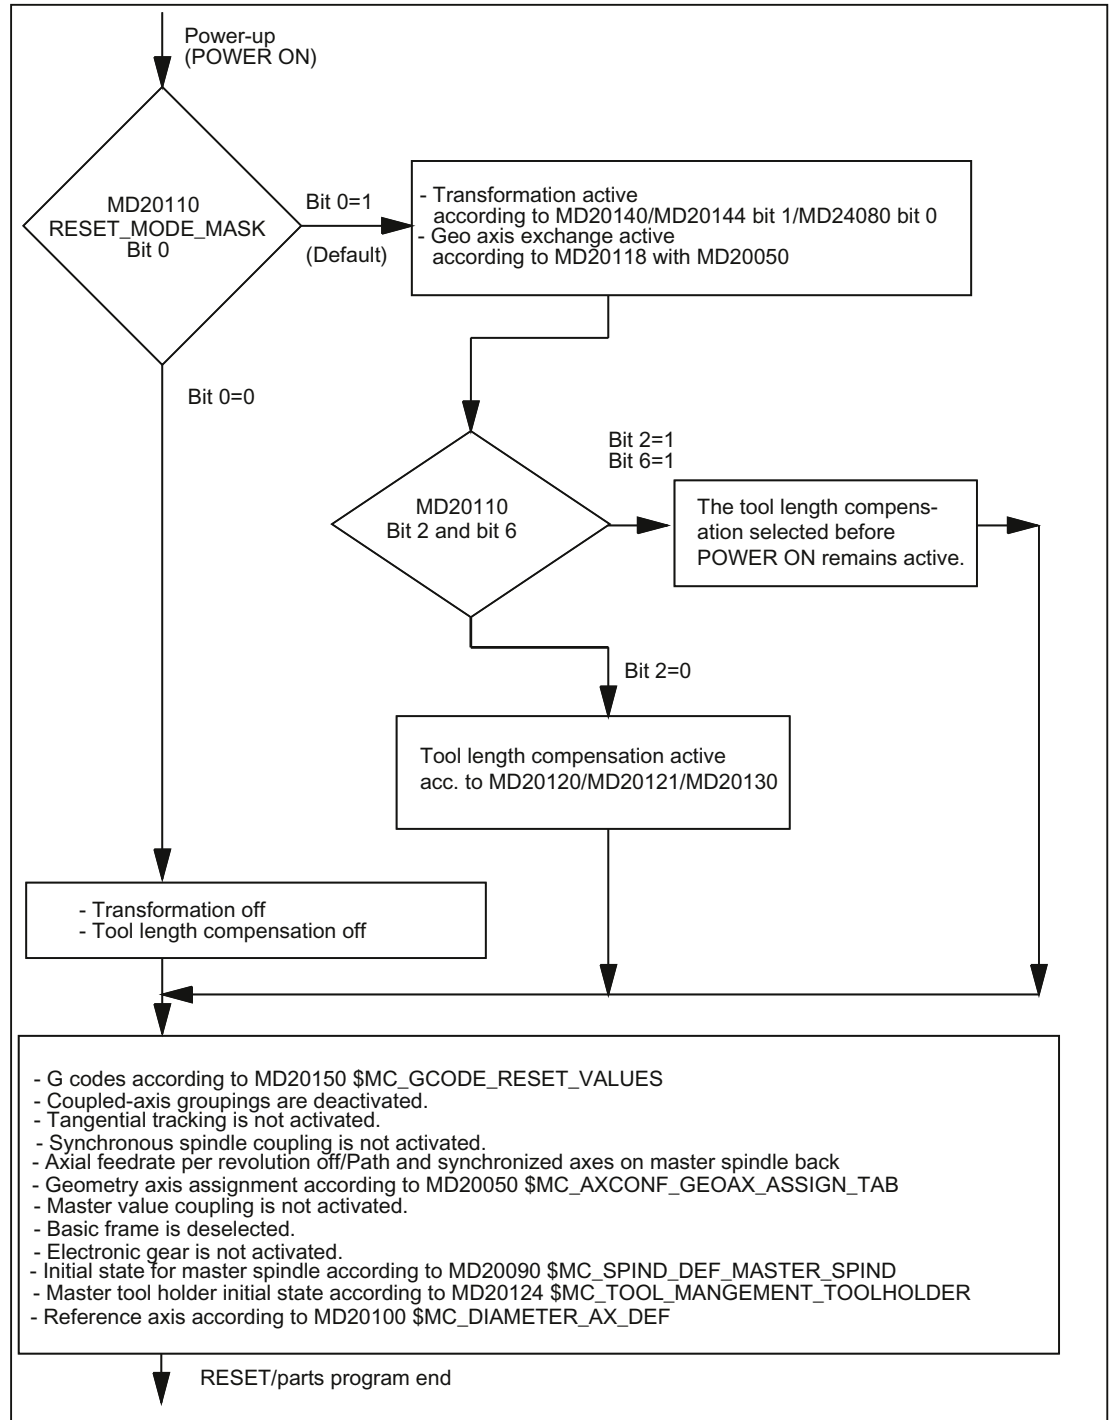 Power-up
(POWER ON)
MD20110
RESET_MODE_MASK
Bit 0
Bit 0=1
(Default)
- Transformation active
according to MD20140/MD20144 bit 1/MD24080 bit 0
- Geo axis exchange active
according to MD20118 with MD20050
Bit 0=0
MD20110
Bit 2 and bit 6
Bit 2=1
Bit 6=1
The tool length compens-
ation selected before
POWER ON remains active.
Bit 2=0
Tool length compensation active
acc. to MD20120/MD20121/MD20130
- Transformation off
- Tool length compensation off
- G codes according to MD20150 $MC_GCODE_RESET_VALUES
- Coupled-axis groupings are deactivated.
- Tangential tracking is not activated.
- Synchronous spindle coupling is not activated.
- Axial feedrate per revolution off/Path and synchronized axes on master spindle back
- Geometry axis assignment according to MD20050 $MC_AXCONF_GEOAX_ASSIGN_TAB
- Master value coupling is not activated.
- Basic frame is deselected.
- Electronic gear is not activated.
- Initial state for master spindle according to MD20090 $MC_SPIND_DEF_MASTER_SPIND
- Master tool holder initial state according to MD20124 $MC_TOOL_MANGEMENT_TOOLHOLDER
- Reference axis according to MD20100 $MC_DIAMETER_AX_DEF
RESET/parts program end